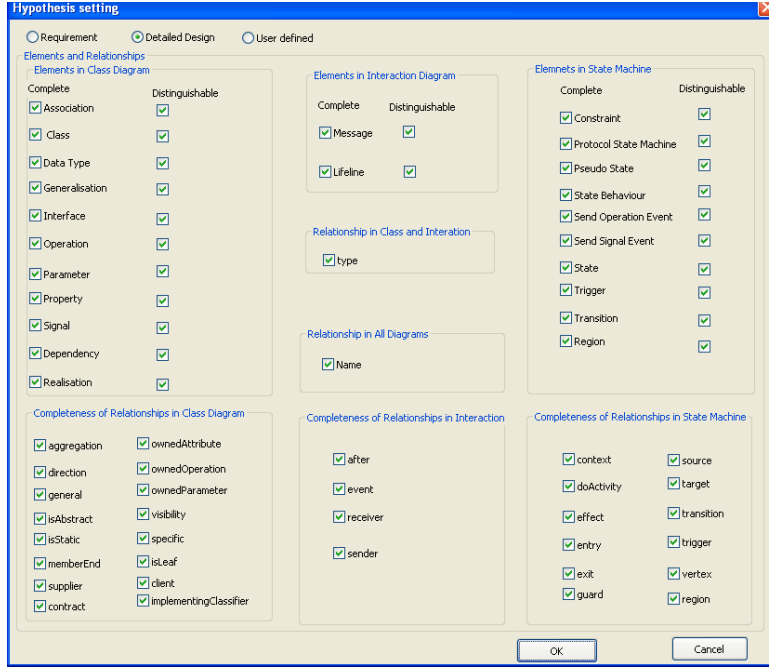 Hypothesis setting
Requirement
Detailed Design
User defined
Elements and Relationships
Elements in Class Diagram
Complete
Distinguishable
Association
Class
Data Type
Generalisation
Interface
Operation
Parameter
Property
Signal
Dependency
Realisation
Elements in Interaction Diagram
Complete
Distinguishable
Message
Lifeline
Relationship in Class and Interation
type
Relationship in All Diagrams
Name
Elemnets in State Machine
Complete
Distinguishable
Constraint
Protocol State Machine
Pseudo State
State Behaviour
Send Operation Event
Send Signal Event
State
Trigger
Transition
Region
Completeness of Relationships in Class Diagram
aggregation
direction
general
isAbstract
isStatic
memberEnd
supplier
contract
ownedAttribute
ownedOperation
ownedParameter
visibility
specific
isLeaf
client
implementingClassifier
Completeness of Relationships in Interaction
after
event
receiver
sender
Completeness of Relationships in State Machine
context
doActivity
effect
entry
exit
guard
source
target
transition
trigger
vertex
region
OK
Cancel